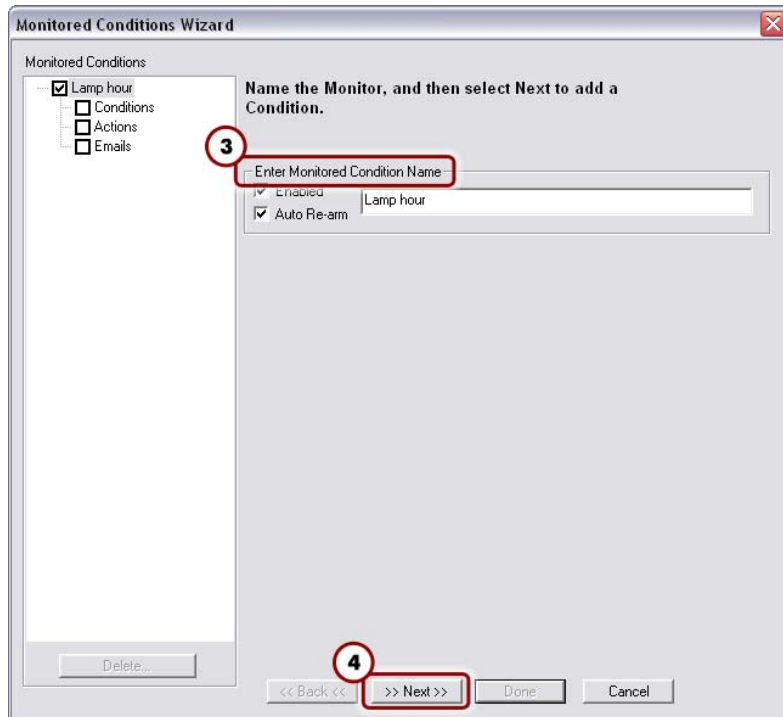 Monitored Conditions Wizard
Monitored Conditions
Lamp hour
Conditions
Actions
Emails
Name the Monitor, and then select Next to add a
Condition.
3
Enter Monitored Condition Name
Enabled
Lamp hour
Auto Re-arm
Delete...
4
<< Back <<
>> Next >>
Done
Cancel